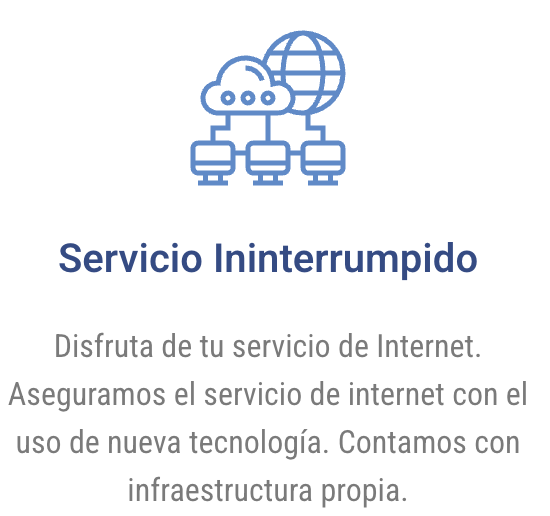 Servicio Ininterrumpido
Disfruta de tu servicio de Internet.
Aseguramos el servicio de internet con el
uso de nueva tecnología. Contamos con
infraestructura propia.